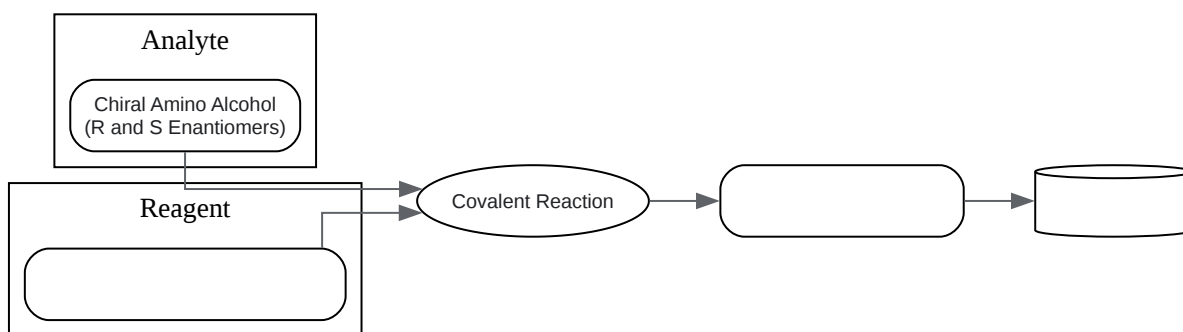 Analyte
Chiral Amino Alcohol
(R and S Enantiomers)
Reagent
Covalent Reaction